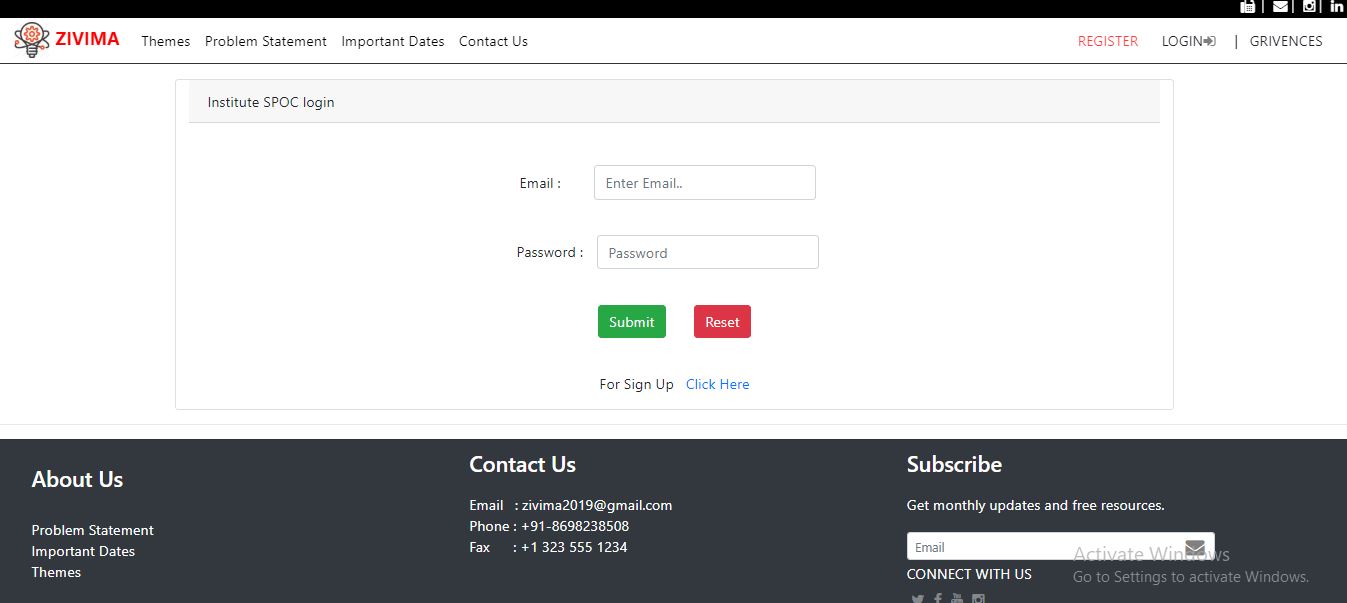 ZIVIMA Themes Problem Statement Important Dates Contact Us REGISTER LOGIN | GRIVENCES
Institute SPOC login
Email : Enter Email..
Password : Password
Submit Reset
For Sign Up Click Here
About Us
Problem Statement
Important Dates
Themes
Contact Us
Email : zivima2019@gmail.com
Phone : +91-8698238508
Fax : +1 323 555 1234
Subscribe
Get monthly updates and free resources.
Email
CONNECT WITH US
Activate Windows
Go to Settings to activate Windows.